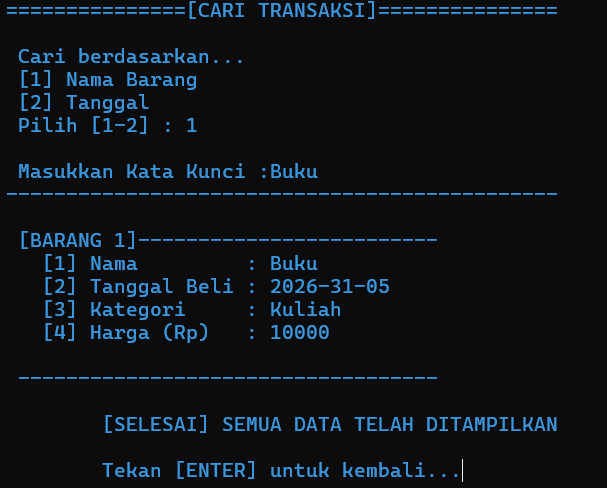 ===============[CARI TRANSAKSI]===============
Cari berdasarkan...
[1] Nama Barang
[2] Tanggal
Pilih [1-2] : 1
Masukkan Kata Kunci :Buku
----------------------------------------------
[BARANG 1]-------------------------
[1] Nama         : Buku
[2] Tanggal Beli : 2026-31-05
[3] Kategori     : Kuliah
[4] Harga (Rp)   : 10000
-----------------------------------
[SELESAI] SEMUA DATA TELAH DITAMPILKAN
Tekan [ENTER] untuk kembali...